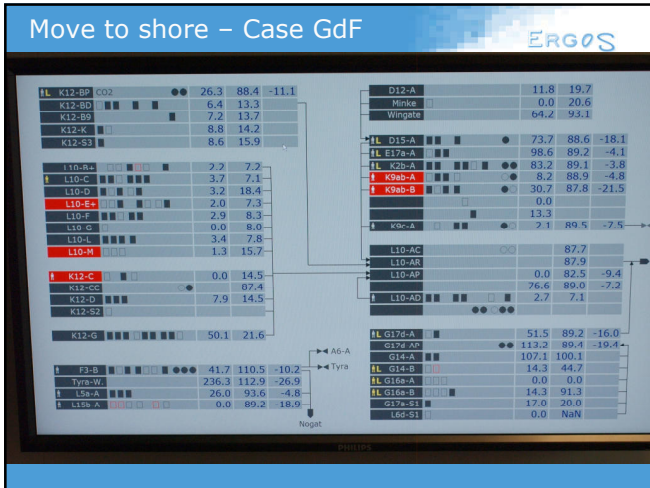 Move to shore – Case GdF
ERGOS
L K12-BP CO2 26.3 88.4 -11.1
K12-BD 6.4 13.3
K12-B9 7.2 13.7
K12-K 8.8 14.2
K12-S3 8.6 15.9
L10-B+ 2.2 7.2
L10-C 3.7 7.1
L10-D 3.2 18.4
L10-E+ 2.0 7.3
L10-F 2.9 8.3
L10-G 0.0 8.0
L10-L 3.4 7.8
L10-M 1.3 15.7
K12-C 0.0 14.5
K12-CC 87.4
K12-D 7.9 14.5
K12-S2
K12-G 50.1 21.6
F3-B 41.7 110.5 -10.2
Tyra-W. 236.3 112.9 -26.9
L5a-A 26.0 93.6 -4.8
L15b-A 0.0 89.2 -18.9
A6-A
Tyra
Nogat
D12-A 11.8 19.7
Minke 0.0 20.6
Wingate 64.2 93.1
L D15-A 73.7 88.6 -18.1
L E17a-A 98.6 89.2 -4.1
L K2b-A 83.2 89.1 -3.8
K9ab-A 8.2 88.9 -4.8
K9ab-B 30.7 87.8 -21.5
0.0
13.3
K9c-A 2.1 89.5 -7.5
L10-AC 87.7
L10-AR 87.9
L10-AP 0.0 82.5 -9.4
76.6 89.0 -7.2
L10-AD 2.7 7.1
L G17d-A 51.5 89.2 -16.0
G17d-AP 113.2 89.4 -19.4
G14-A 107.1 100.1
L G14-B 14.3 44.7
L G16a-A 0.0 0.0
L G16a-B 14.3 91.3
G17a-S1 17.0 20.0
L6d-S1 0.0 NaN
PHILIPS